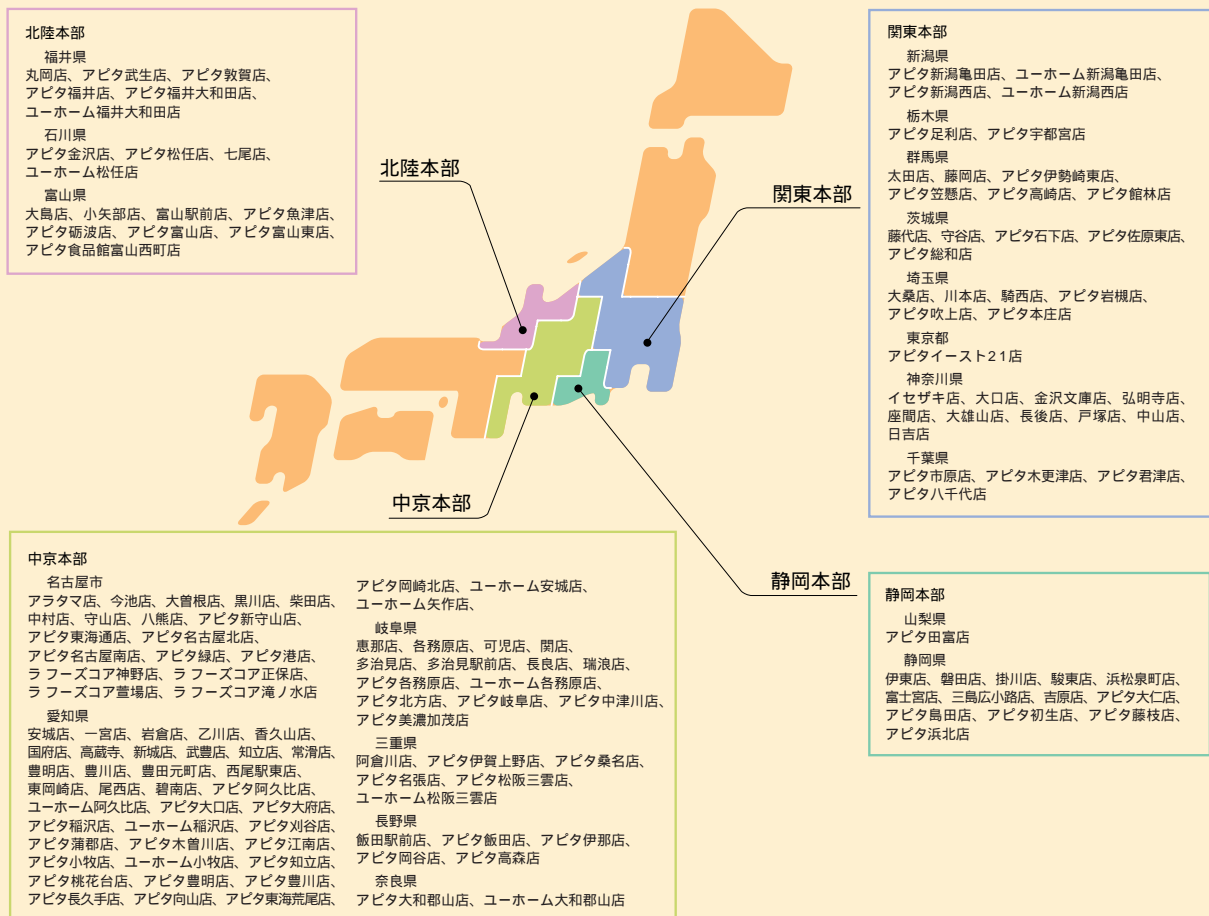 北陸本部
福井県
丸岡店、アピタ武生店、アピタ敦賀店、
アピタ福井店、アピタ福井大和田店、
ユーホーム福井大和田店
石川県
アピタ金沢店、アピタ松任店、七尾店、
ユーホーム松任店
富山県
大島店、小矢部店、富山駅前店、アピタ魚津店、
アピタ砺波店、アピタ富山店、アピタ富山東店、
アピタ食品館富山西町店
北陸本部
関東本部
中京本部
静岡本部
関東本部
新潟県
アピタ新潟亀田店、ユーホーム新潟亀田店、
アピタ新潟西店、ユーホーム新潟西店
栃木県
アピタ足利店、アピタ宇都宮店
群馬県
太田店、藤岡店、アピタ伊勢崎東店、
アピタ笠懸店、アピタ高崎店、アピタ館林店
茨城県
藤代店、守谷店、アピタ石下店、アピタ佐原東店、
アピタ総和店
埼玉県
大桑店、川本店、騎西店、アピタ岩槻店、
アピタ吹上店、アピタ本庄店
東京都
アピタイースト21店
神奈川県
イセザキ店、大口店、金沢文庫店、弘明寺店、
座間店、大雄山店、長後店、戸塚店、中山店、
日吉店
千葉県
アピタ市原店、アピタ木更津店、アピタ君津店、
アピタ八千代店
中京本部
名古屋市
アラタマ店、今池店、大曽根店、黒川店、柴田店、
中村店、守山店、八熊店、アピタ新守山店、
アピタ東海通店、アピタ名古屋北店、
アピタ名古屋南店、アピタ緑店、アピタ港店、
ラ フーズコア神野店、ラ フーズコア正保店、
ラ フーズコア萱場店、ラ フーズコア滝ノ水店
愛知県
安城店、一宮店、岩倉店、乙川店、香久山店、
国府店、高蔵寺、新城店、武豊店、知立店、常滑店、
豊明店、豊川店、豊田元町店、西尾駅東店、
東岡崎店、尾西店、碧南店、アピタ阿久比店、
ユーホーム阿久比店、アピタ大口店、アピタ大府店、
アピタ稲沢店、ユーホーム稲沢店、アピタ刈谷店、
アピタ蒲郡店、アピタ木曽川店、アピタ江南店、
アピタ小牧店、ユーホーム小牧店、アピタ知立店、
アピタ桃花台店、アピタ豊明店、アピタ豊川店、
アピタ長久手店、アピタ向山店、アピタ東海荒尾店、
アピタ岡崎北店、ユーホーム安城店、
ユーホーム矢作店、
岐阜県
恵那店、各務原店、可児店、関店、
多治見店、多治見駅前店、長良店、瑞浪店、
アピタ各務原店、ユーホーム各務原店、
アピタ北方店、アピタ岐阜店、アピタ中津川店、
アピタ美濃加茂店
三重県
阿倉川店、アピタ伊賀上野店、アピタ桑名店、
アピタ名張店、アピタ松阪三雲店、
ユーホーム松阪三雲店
長野県
飯田駅前店、アピタ飯田店、アピタ伊那店、
アピタ岡谷店、アピタ高森店
奈良県
アピタ大和郡山店、ユーホーム大和郡山店
静岡本部
山梨県
アピタ田富店
静岡県
伊東店、磐田店、掛川店、駿東店、浜松泉町店、
富士宮店、三島広小路店、吉原店、アピタ大仁店、
アピタ島田店、アピタ初生店、アピタ藤枝店、
アピタ浜北店